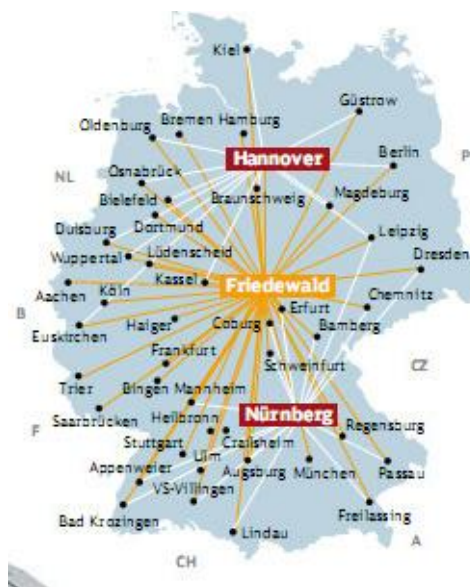 Kiel
Güstrow
Bremen Hamburg
Oldenburg
Hannover
Berlin
P
NL
Osnabrück
Braunschweig
Magdeburg
Bielefeld
Dortmund
Leipzig
Duisburg
Wuppertal
Lüdenscheid
Dresden
Kassel
Friedewald
Aachen
Köln
Erfurt
Chemnitz
B
Euskirchen
Haiger
Coburg
Bamberg
Frankfurt
Schweinfurt
CZ
Trier
Bingen Mannheim
Saarbrücken
Nürnberg
F
Heilbronn
Regensburg
Stuttgart
Crailsheim
Ulm
Appenweier
Augsburg
München
Passau
VS-Villingen
Bad Krozingen
Freilassing
Lindau
A
CH